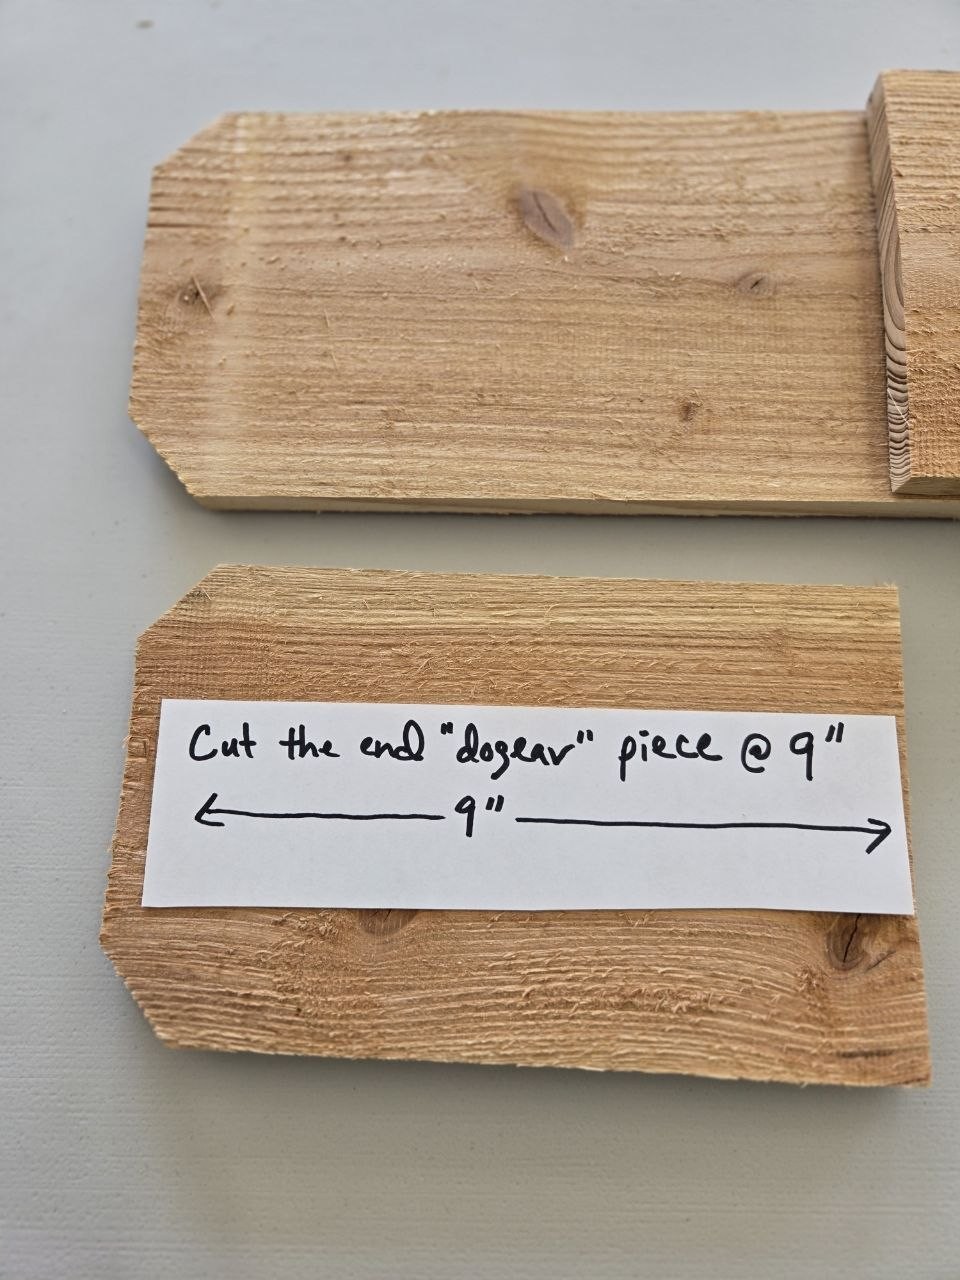 Cut the end "dogear" piece @ 9"
9"